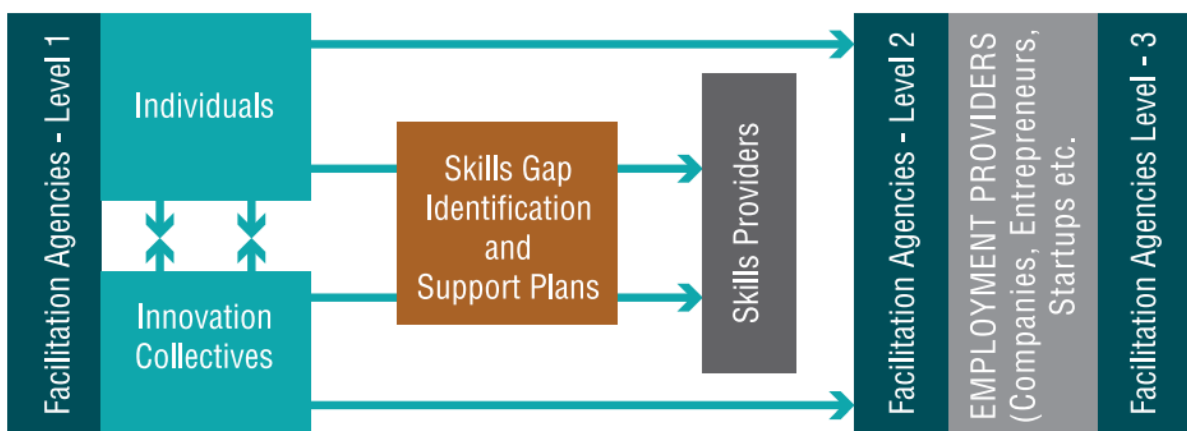 Facilitation Agencies - Level 1
Individuals
Innovation
Collectives
Skills Gap
Identification
and
Support Plans
Skills Providers
Facilitation Agencies - Level 2
EMPLOYMENT PROVIDERS
(Companies, Entrepreneurs,
Startups etc.
Facilitation Agencies Level - 3